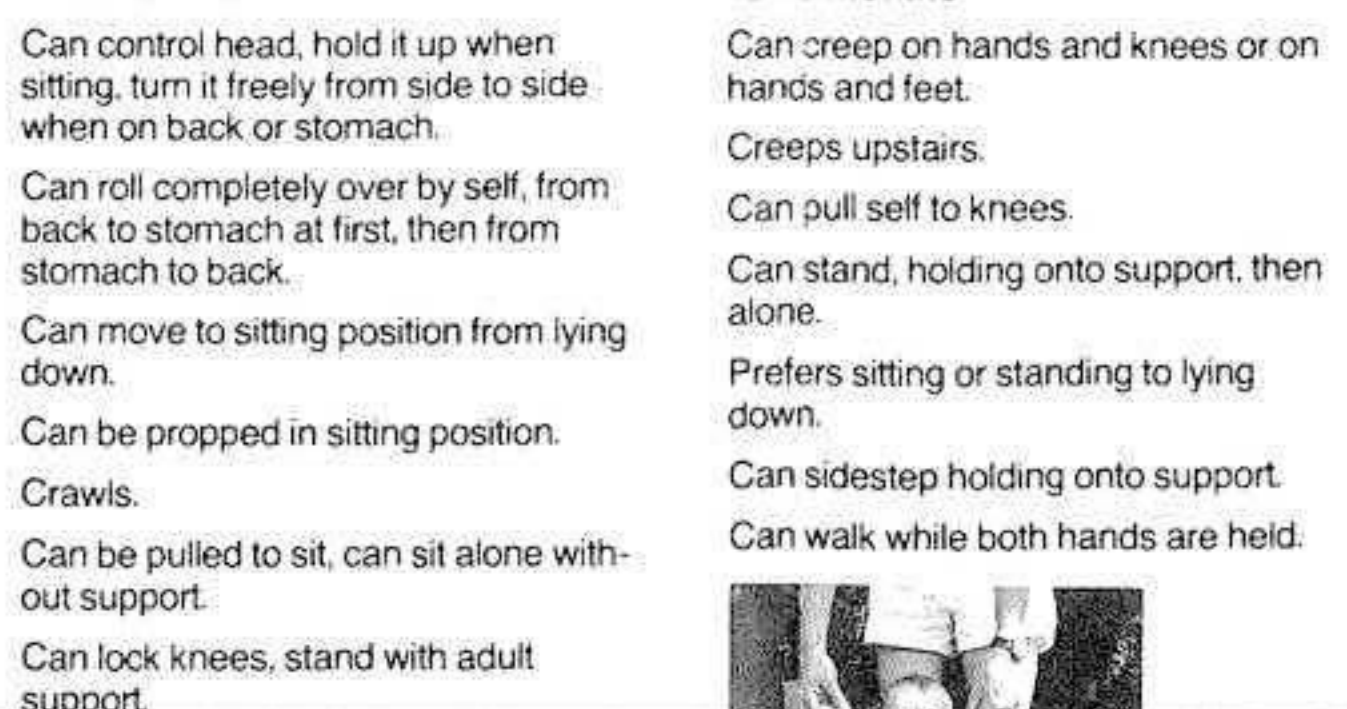 Can control head, hold it up when
sitting, turn it freely from side to side
when on back or stomach.
Can roll completely over by self, from
back to stomach at first, then from
stomach to back.
Can move to sitting position from lying
down.
Can be propped in sitting position.
Crawls.
Can be pulled to sit, can sit alone with-
out support.
Can lock knees, stand with adult
support.
Can creep on hands and knees or on
hands and feet.
Creeps upstairs.
Can pull self to knees.
Can stand, holding onto support, then
alone.
Prefers sitting or standing to lying
down.
Can sidestep holding onto support.
Can walk while both hands are held.